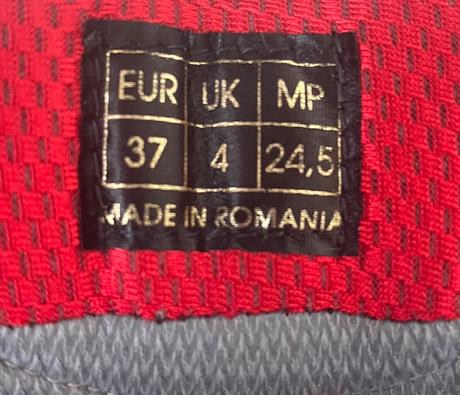 EUR UK MP
37 4 24,5
MADE IN ROMANIA